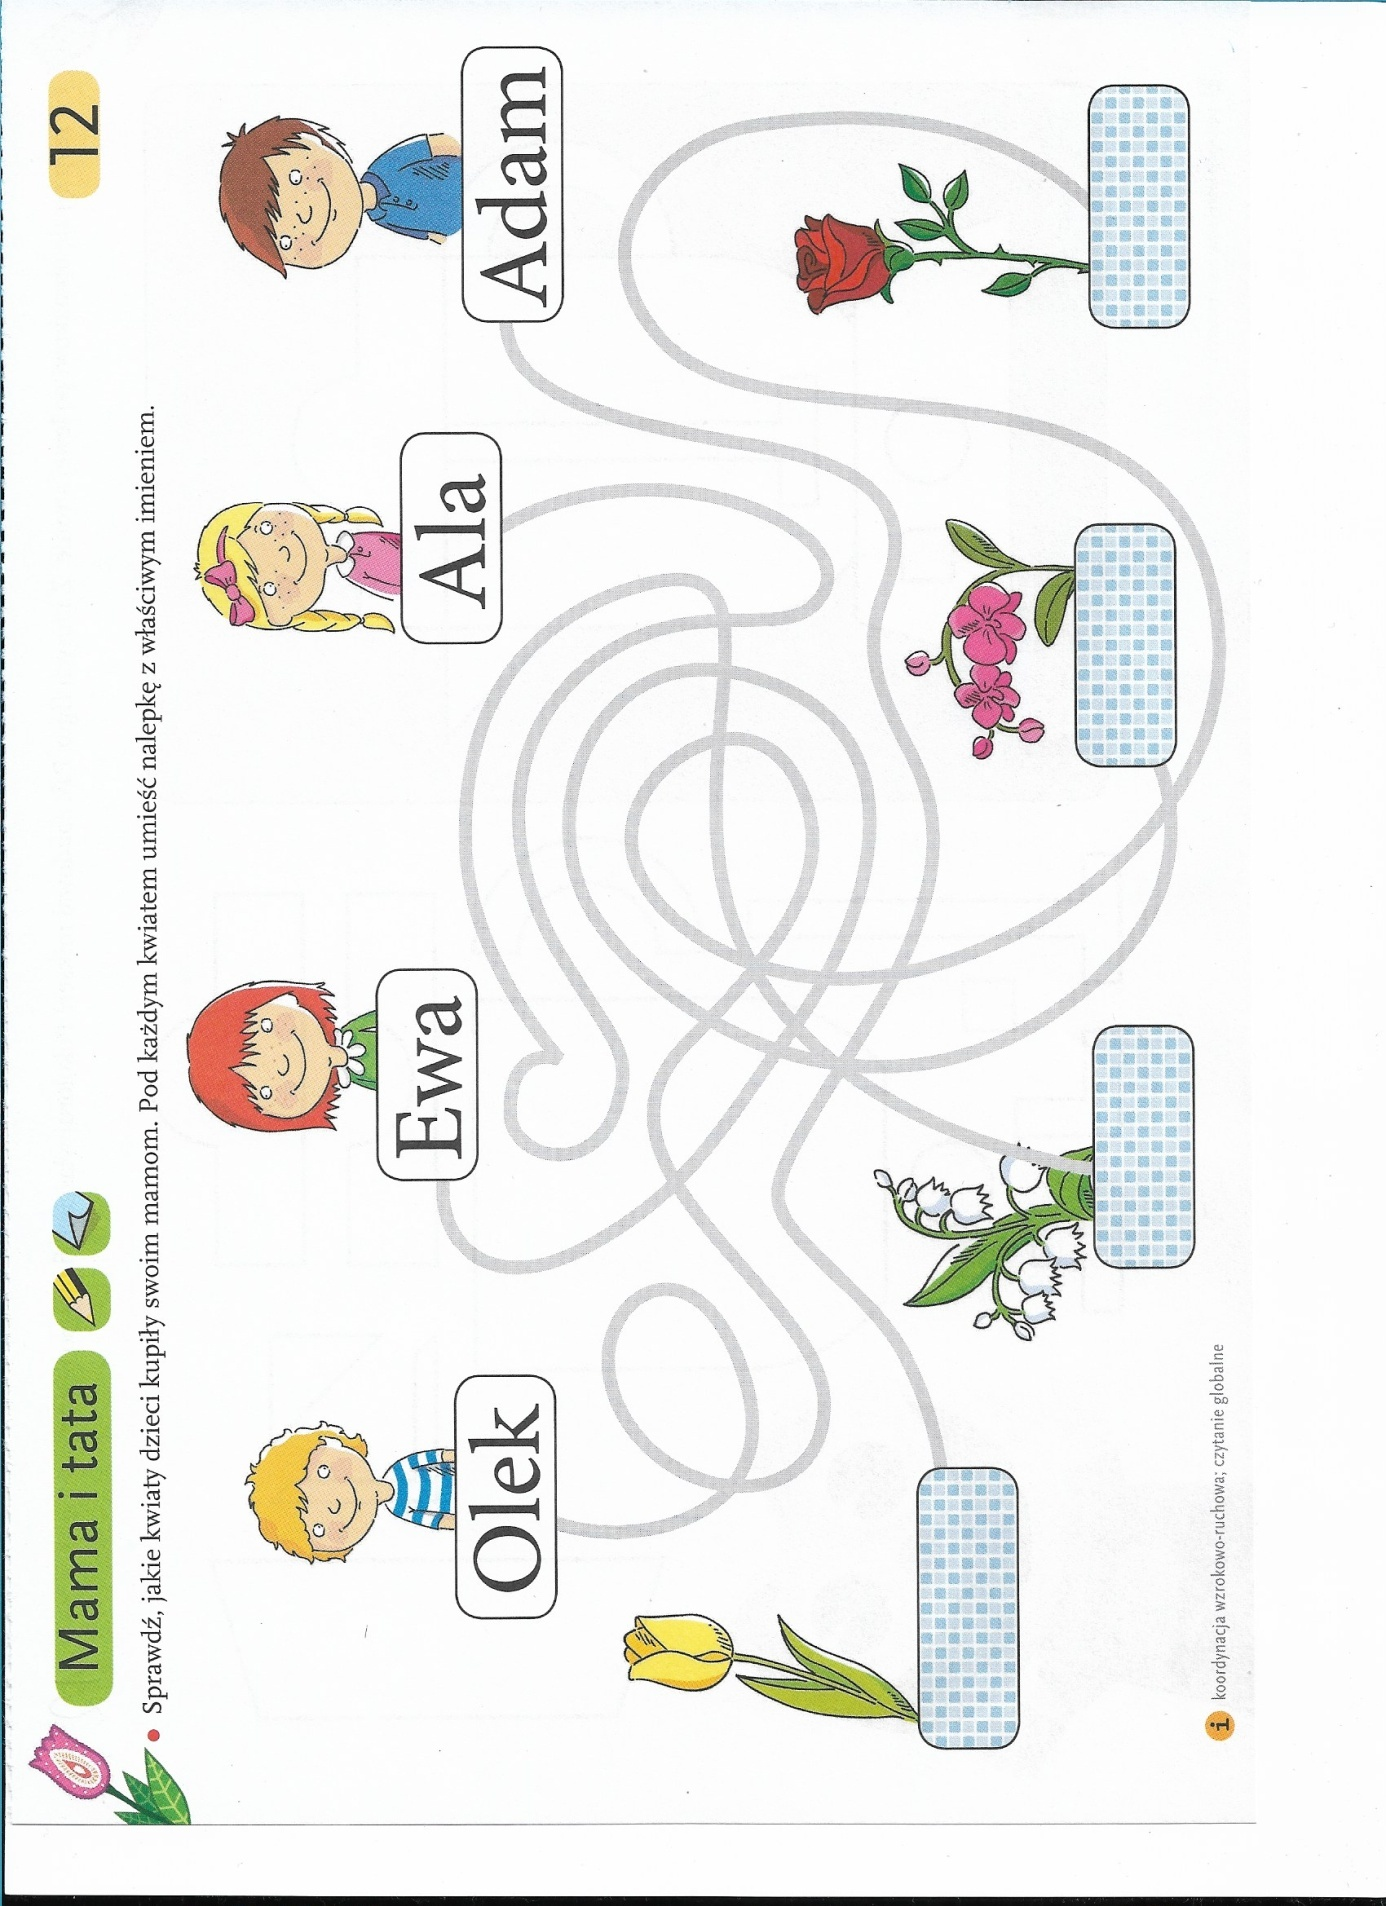 Mama i tata
12
• Sprawdź, jakie kwiaty dzieci kupiły swoim mamom. Pod każdym kwiatem umieść nalepkę z właściwym imieniem.
Olek
Ewa
Ala
Adam
i koordynacja wzrokowo-ruchowa; czytanie globalne